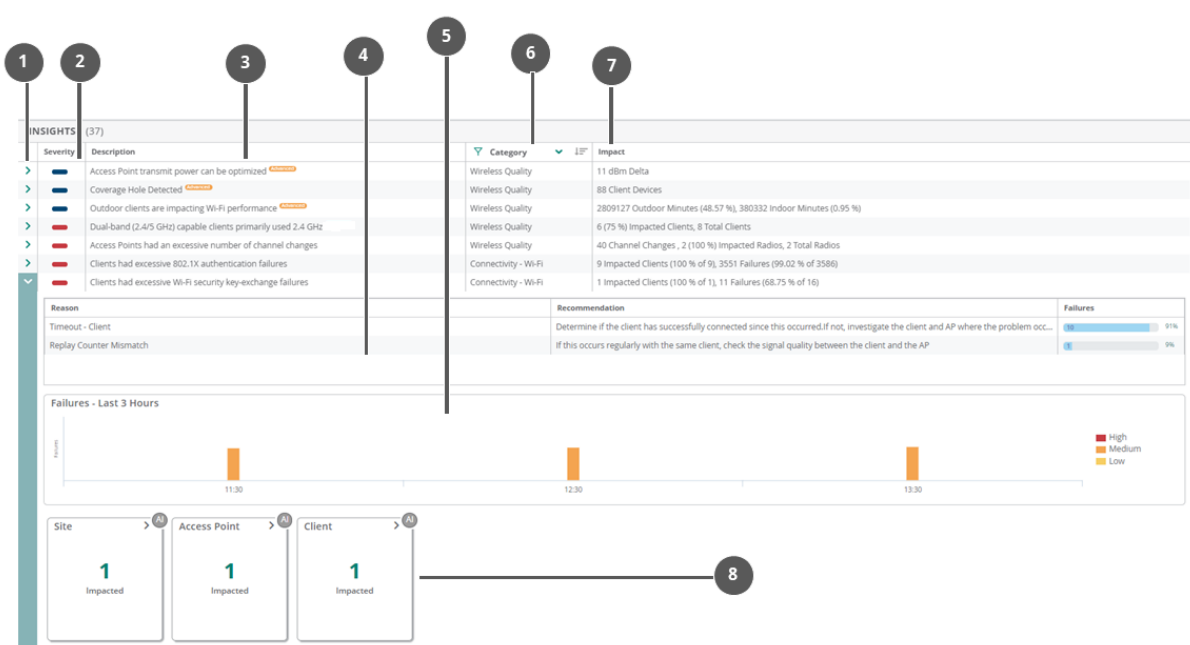 1 2 3 4 5 6 7
INSIGHTS (37)
Severity Description Category Impact
Access Point transmit power can be optimized Advanced Wireless Quality 11 dBm Delta
Coverage Hole Detected Advanced Wireless Quality 88 Client Devices
Outdoor clients are impacting Wi-Fi performance Advanced Wireless Quality 2809127 Outdoor Minutes (48.57 %), 380332 Indoor Minutes (0.95 %)
Dual-band (2.4/5 GHz) capable clients primarily used 2.4 GHz Wireless Quality 6 (75 %) Impacted Clients, 8 Total Clients
Access Points had an excessive number of channel changes Wireless Quality 40 Channel Changes , 2 (100 %) Impacted Radios, 2 Total Radios
Clients had excessive 802.1X authentication failures Connectivity - Wi-Fi 9 Impacted Clients (100 % of 9), 3551 Failures (99.02 % of 3586)
Clients had excessive Wi-Fi security key-exchange failures Connectivity - Wi-Fi 1 Impacted Clients (100 % of 1), 11 Failures (68.75 % of 16)
Reason Recommendation Failures
Timeout - Client Determine if the client has successfully connected since this occurred.If not, investigate the client and AP where the problem occ... 10 91%
Replay Counter Mismatch If this occurs regularly with the same client, check the signal quality between the client and the AP 1 9%
Failures - Last 3 Hours
High
Medium
Low
11:30 12:30 13:30
Site AI Access Point AI Client AI
1 1 1
Impacted Impacted Impacted
8